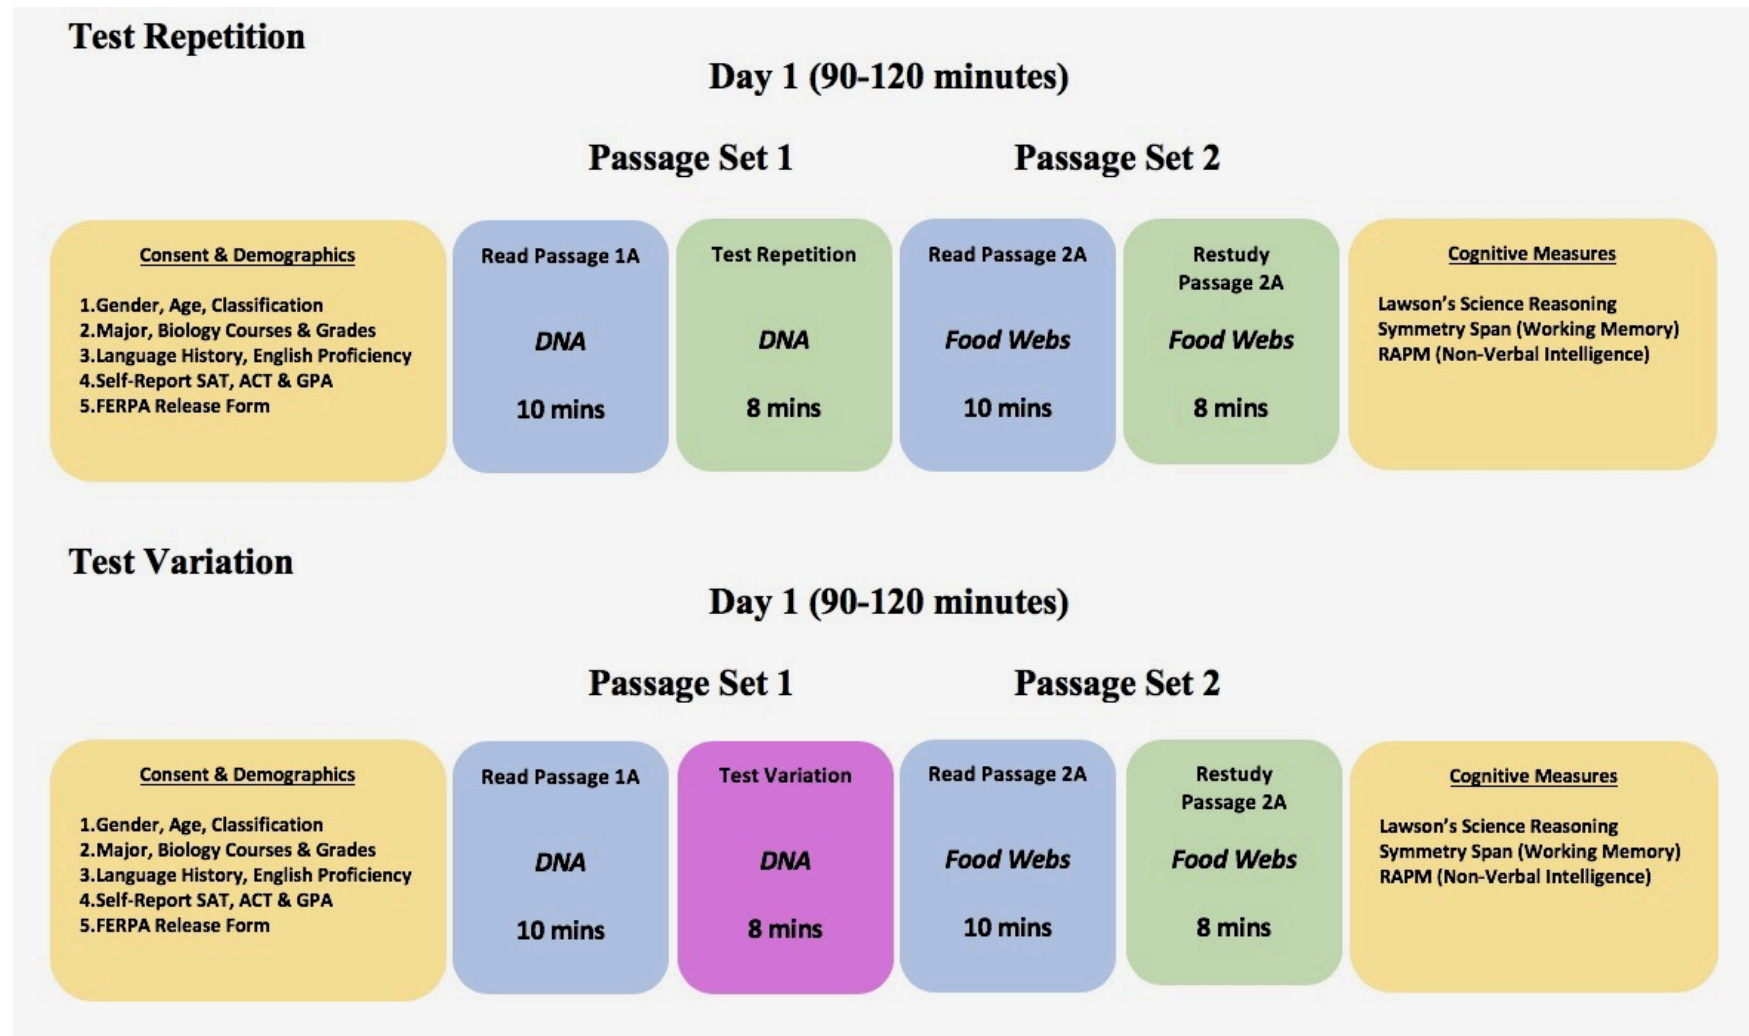 Test Repetition
Day 1 (90-120 minutes)
Passage Set 1
Passage Set 2
Consent & Demographics
1.Gender, Age, Classification
2.Major, Biology Courses & Grades
3.Language History, English Proficiency
4.Self-Report SAT, ACT & GPA
5.FERPA Release Form
Read Passage 1A
DNA
10 mins
Test Repetition
DNA
8 mins
Read Passage 2A
Food Webs
10 mins
Restudy
Passage 2A
Food Webs
8 mins
Cognitive Measures
Lawson's Science Reasoning
Symmetry Span (Working Memory)
RAPM (Non-Verbal Intelligence)
Test Variation
Day 1 (90-120 minutes)
Passage Set 1
Passage Set 2
Consent & Demographics
1.Gender, Age, Classification
2.Major, Biology Courses & Grades
3.Language History, English Proficiency
4.Self-Report SAT, ACT & GPA
5.FERPA Release Form
Read Passage 1A
DNA
10 mins
Test Variation
DNA
8 mins
Read Passage 2A
Food Webs
10 mins
Restudy
Passage 2A
Food Webs
8 mins
Cognitive Measures
Lawson's Science Reasoning
Symmetry Span (Working Memory)
RAPM (Non-Verbal Intelligence)